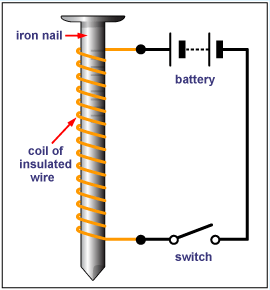 iron nail
battery
coil of
insulated
wire
switch